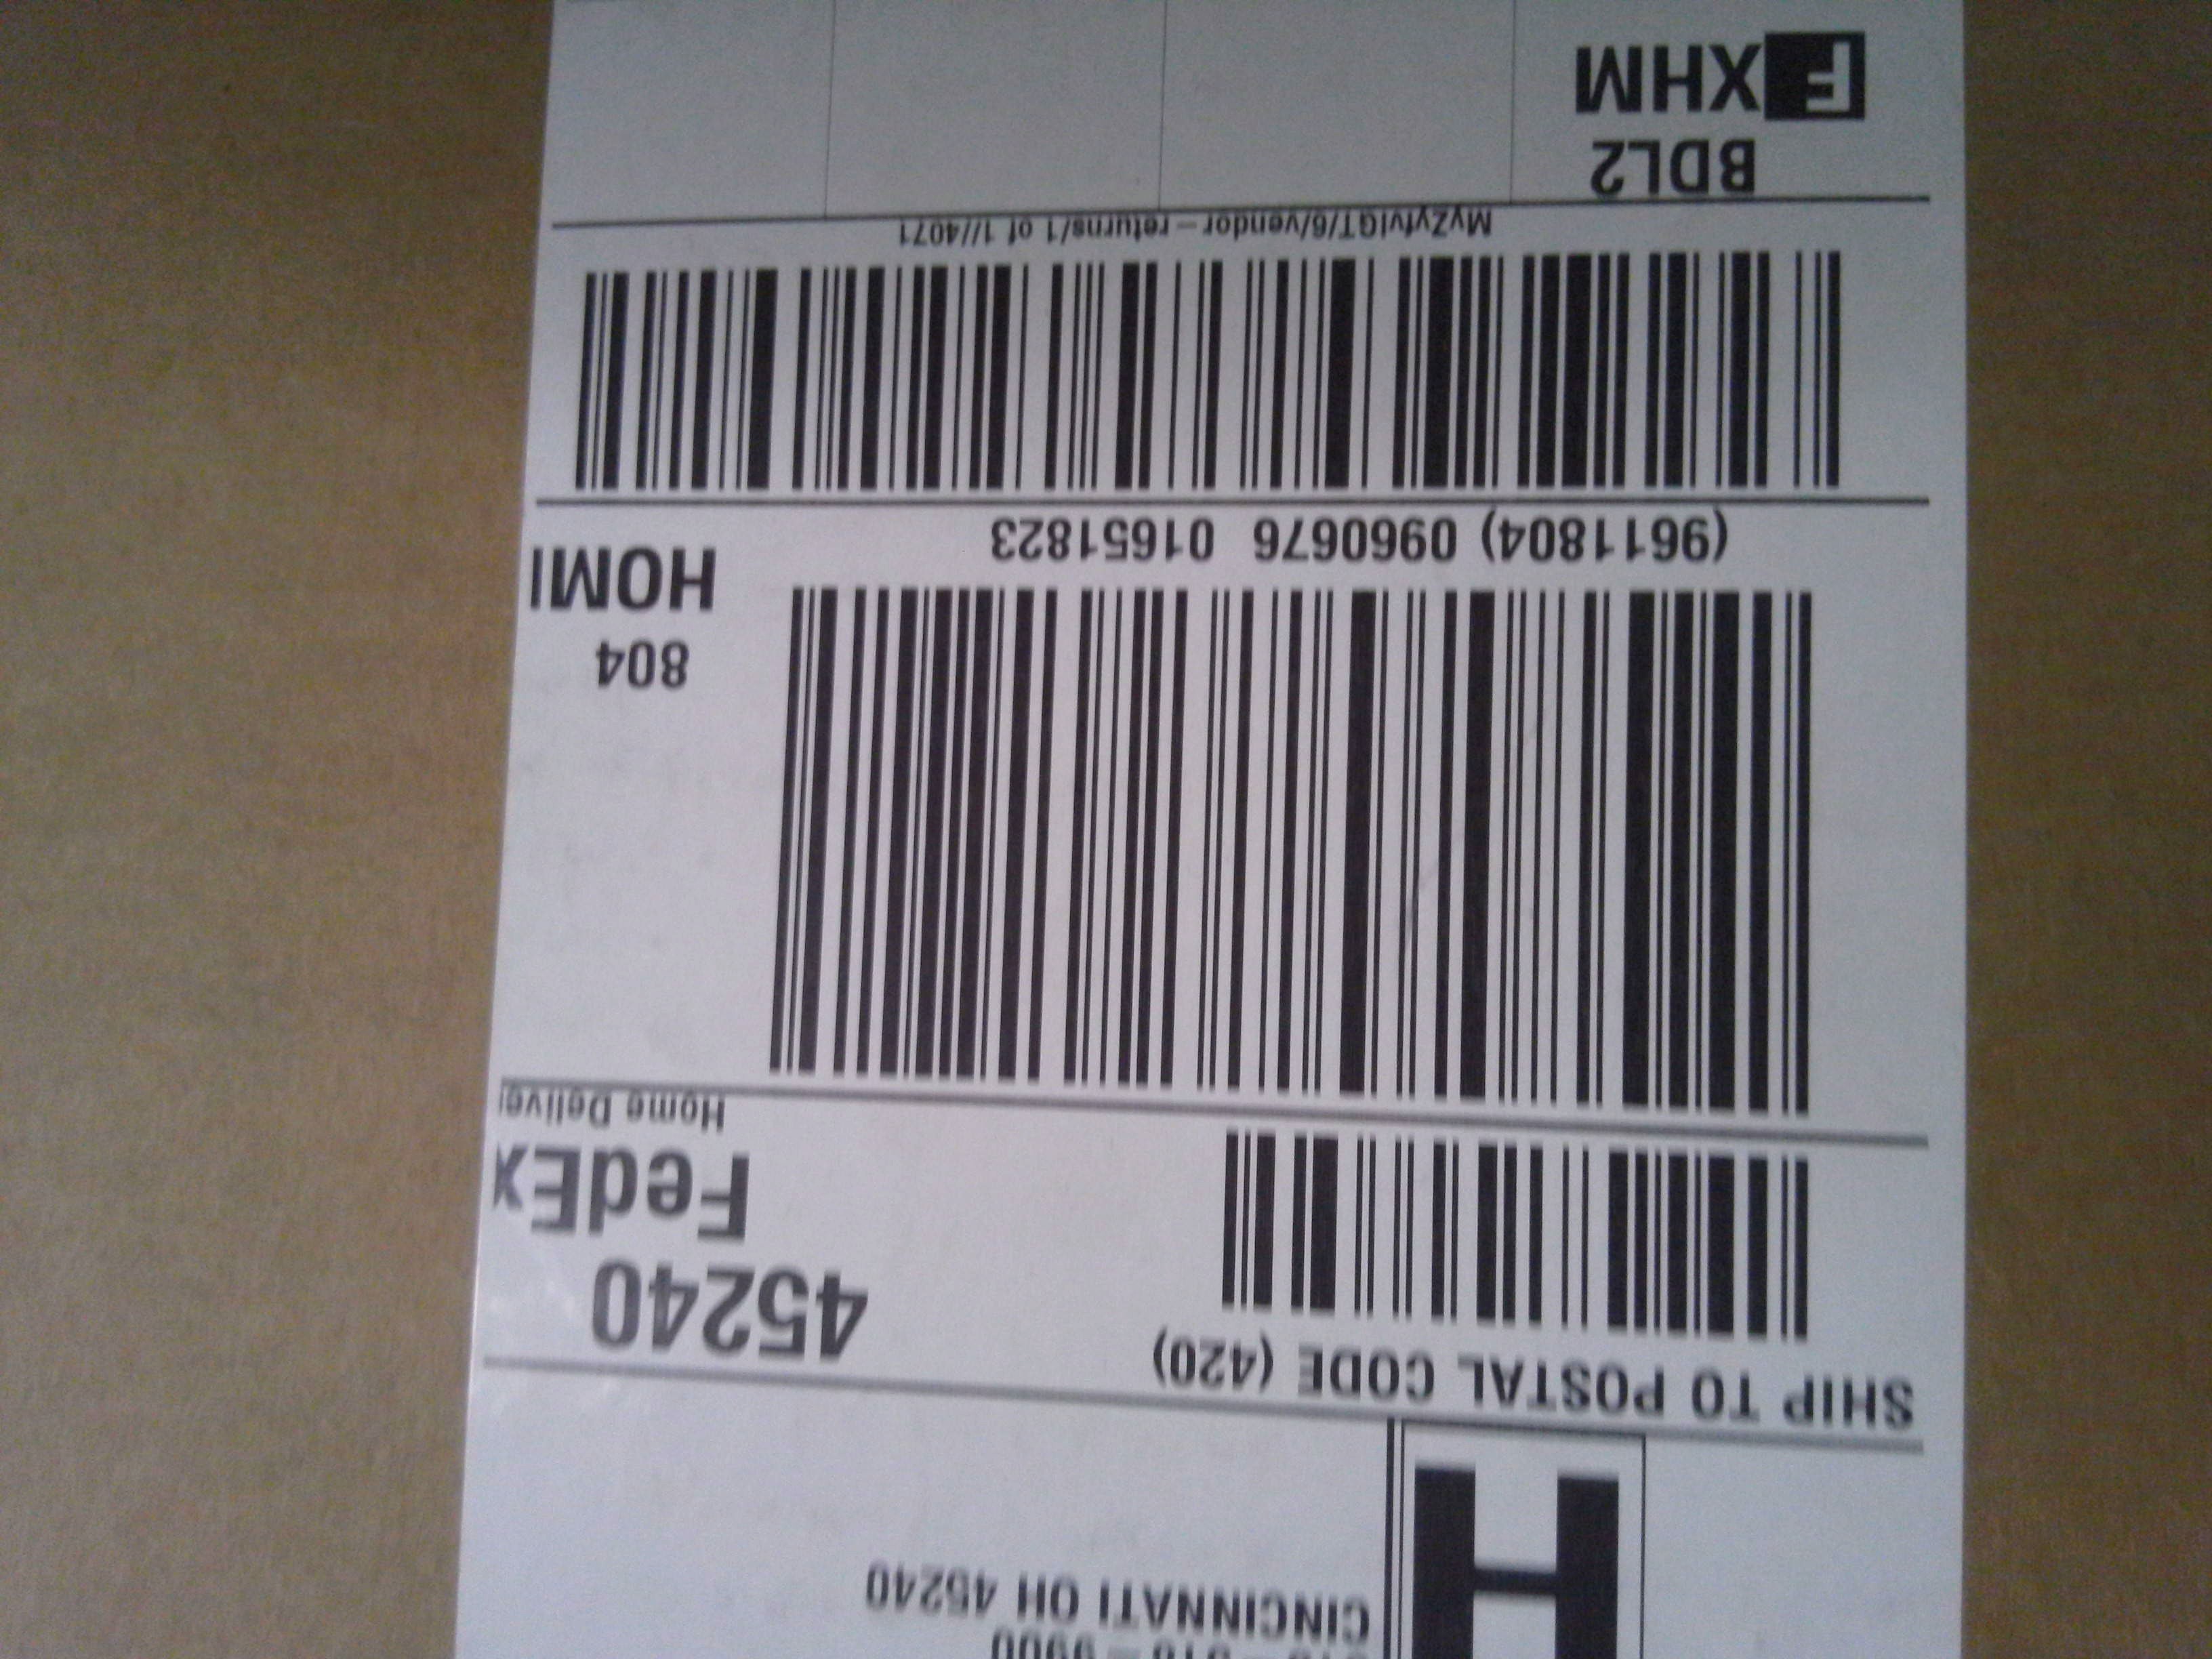 CINCINNATI OH 45240
H
SHIP TO POSTAL CODE (420)
45240
FedEx
Home Delive
804
HOMI
(9611804) 0960676 01651823
MyZyfvlGT/6/vendor-returns/1 of 1//4071
BDL2
E XHM